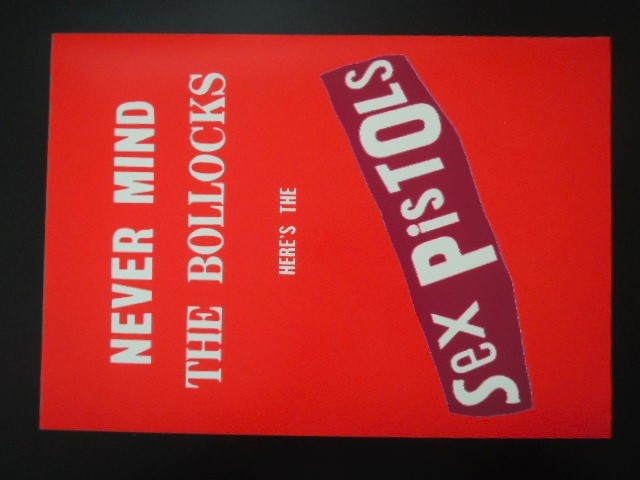 NEVER MIND
THE BOLLOCKS
HERE'S THE
Sex PisTOLs